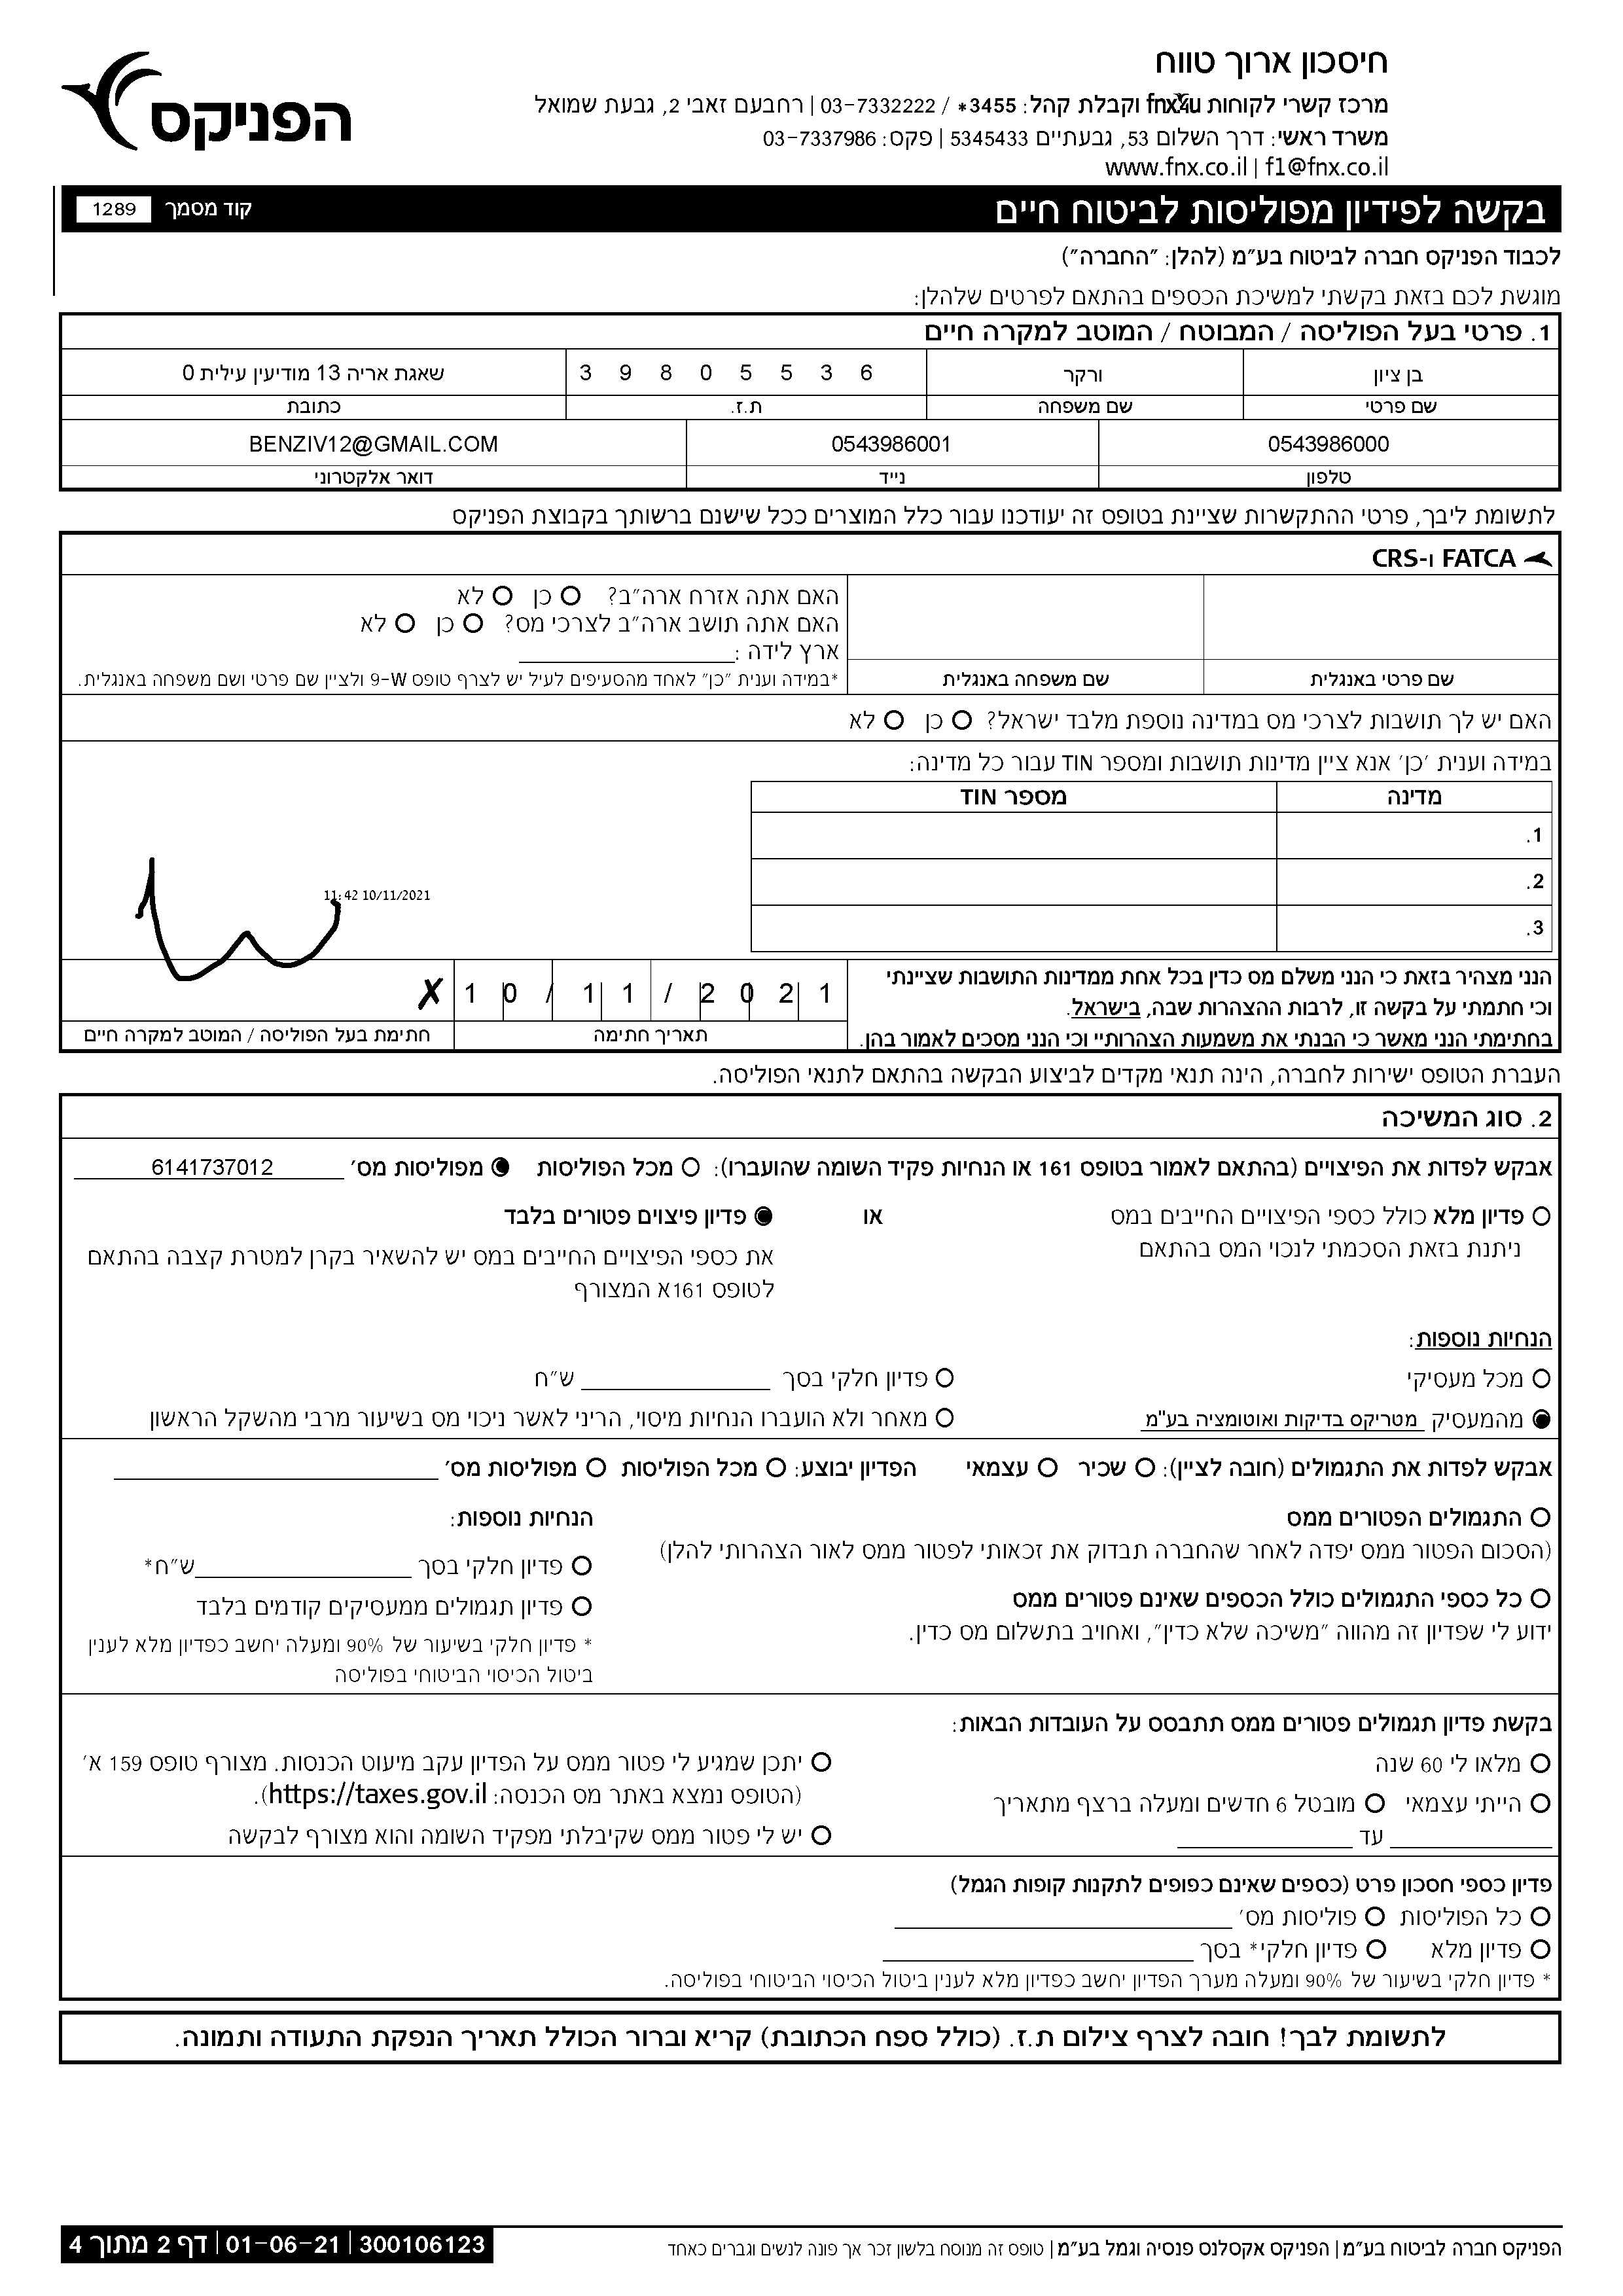 הפניקס
חיסכון ארוך טווח
מרכז קשרי לקוחות fnx4u וקבלת קהל: 3455* / 03-7332222 | רחבעם זאבי 2, גבעת שמואל
משרד ראשי: דרך השלום 53, גבעתיים 5345433 | פקס: 03-7337986
www.fnx.co.il | f1@fnx.co.il
בקשה לפידיון מפוליסות לביטוח חיים קוד מסמך 1289
לכבוד הפניקס חברה לביטוח בע״מ (להלן: ״החברה״)
מוגשת לכם בזאת בקשתי למשיכת הכספים בהתאם לפרטים שלהלן:
1. פרטי בעל הפוליסה / המבוטח / המוטב למקרה חיים
בן ציון ורקר 3 9 8 0 5 5 3 6 שאגת אריה 13 מודיעין עילית 0
שם פרטי שם משפחה ת.ז. כתובת
0543986000 0543986001 BENZIV12@GMAIL.COM
טלפון נייד דואר אלקטרוני
לתשומת ליבך, פרטי ההתקשרות שציינת בטופס זה יעודכנו עבור כלל המוצרים ככל שישנם ברשותך בקבוצת הפניקס
FATCA ו-CRS
האם אתה אזרח ארה״ב? כן לא
האם אתה תושב ארה״ב לצרכי מס? כן לא
ארץ לידה:
שם פרטי באנגלית שם משפחה באנגלית *במידה וענית ״כן״ לאחד מהסעיפים לעיל יש לצרף טופס W-9 ולציין שם פרטי ושם משפחה באנגלית.
האם יש לך תושבות לצרכי מס במדינה נוספת מלבד ישראל? כן לא
במידה וענית ׳כן׳ אנא ציין מדינות תושבות ומספר TIN עבור כל מדינה:
מדינה מספר TIN
1.
2.
3.
11:42 10/11/2021
הנני מצהיר בזאת כי הנני משלם מס כדין בכל אחת ממדינות התושבות שציינתי
וכי חתמתי על בקשה זו, לרבות ההצהרות שבה, בישראל.
בחתימתי הנני מאשר כי הבנתי את משמעות הצהרותיי וכי הנני מסכים לאמור בהן.
1 0 / 1 1 / 2 0 2 1 ✗
תאריך חתימה חתימת בעל הפוליסה / המוטב למקרה חיים
העברת הטופס ישירות לחברה, הינה תנאי מקדים לביצוע הבקשה בהתאם לתנאי הפוליסה.
2. סוג המשיכה
אבקש לפדות את הפיצויים (בהתאם לאמור בטופס 161 או הנחיות פקיד השומה שהועברו): מכל הפוליסות מפוליסות מס׳ 6141737012
פדיון מלא כולל כספי הפיצויים החייבים במס או פדיון פיצוים פטורים בלבד
ניתנת בזאת הסכמתי לנכוי המס בהתאם
את כספי הפיצויים החייבים במס יש להשאיר בקרן למטרת קצבה בהתאם
לטופס 161א המצורף
הנחיות נוספות:
מכל מעסיקי פדיון חלקי בסך ש״ח
מהמעסיק מטריקס בדיקות ואוטומציה בע"מ מאחר ולא הועברו הנחיות מיסוי, הריני לאשר ניכוי מס בשיעור מרבי מהשקל הראשון
אבקש לפדות את התגמולים (חובה לציין): שכיר עצמאי הפדיון יבוצע: מכל הפוליסות מפוליסות מס׳
התגמולים הפטורים ממס
(הסכום הפטור ממס יפדה לאחר שהחברה תבדוק את זכאותי לפטור ממס לאור הצהרותי להלן)
כל כספי התגמולים כולל הכספים שאינם פטורים ממס
ידוע לי שפדיון זה מהווה ״משיכה שלא כדין״, ואחויב בתשלום מס כדין.
הנחיות נוספות:
פדיון חלקי בסך ש״ח*
פדיון תגמולים ממעסיקים קודמים בלבד
* פדיון חלקי בשיעור של 90% ומעלה יחשב כפדיון מלא לענין
ביטול הכיסוי הביטוחי בפוליסה
בקשת פדיון תגמולים פטורים ממס תתבסס על העובדות הבאות:
מלאו לי 60 שנה
הייתי עצמאי מובטל 6 חדשים ומעלה ברצף מתאריך
עד
יתכן שמגיע לי פטור ממס על הפדיון עקב מיעוט הכנסות. מצורף טופס 159 א׳
(הטופס נמצא באתר מס הכנסה: https://taxes.gov.il).
יש לי פטור ממס שקיבלתי מפקיד השומה והוא מצורף לבקשה
פדיון כספי חסכון פרט (כספים שאינם כפופים לתקנות קופות הגמל)
כל הפוליסות פוליסות מס׳
פדיון מלא פדיון חלקי* בסך
* פדיון חלקי בשיעור של 90% ומעלה מערך הפדיון יחשב כפדיון מלא לענין ביטול הכיסוי הביטוחי בפוליסה.
לתשומת לבך! חובה לצרף צילום ת.ז. (כולל ספח הכתובת) קריא וברור הכולל תאריך הנפקת התעודה ותמונה.
הפניקס חברה לביטוח בע״מ | הפניקס אקסלנס פנסיה וגמל בע״מ | טופס זה מנוסח בלשון זכר אך פונה לנשים וגברים כאחד
300106123 | 01-06-21 | דף 2 מתוך 4